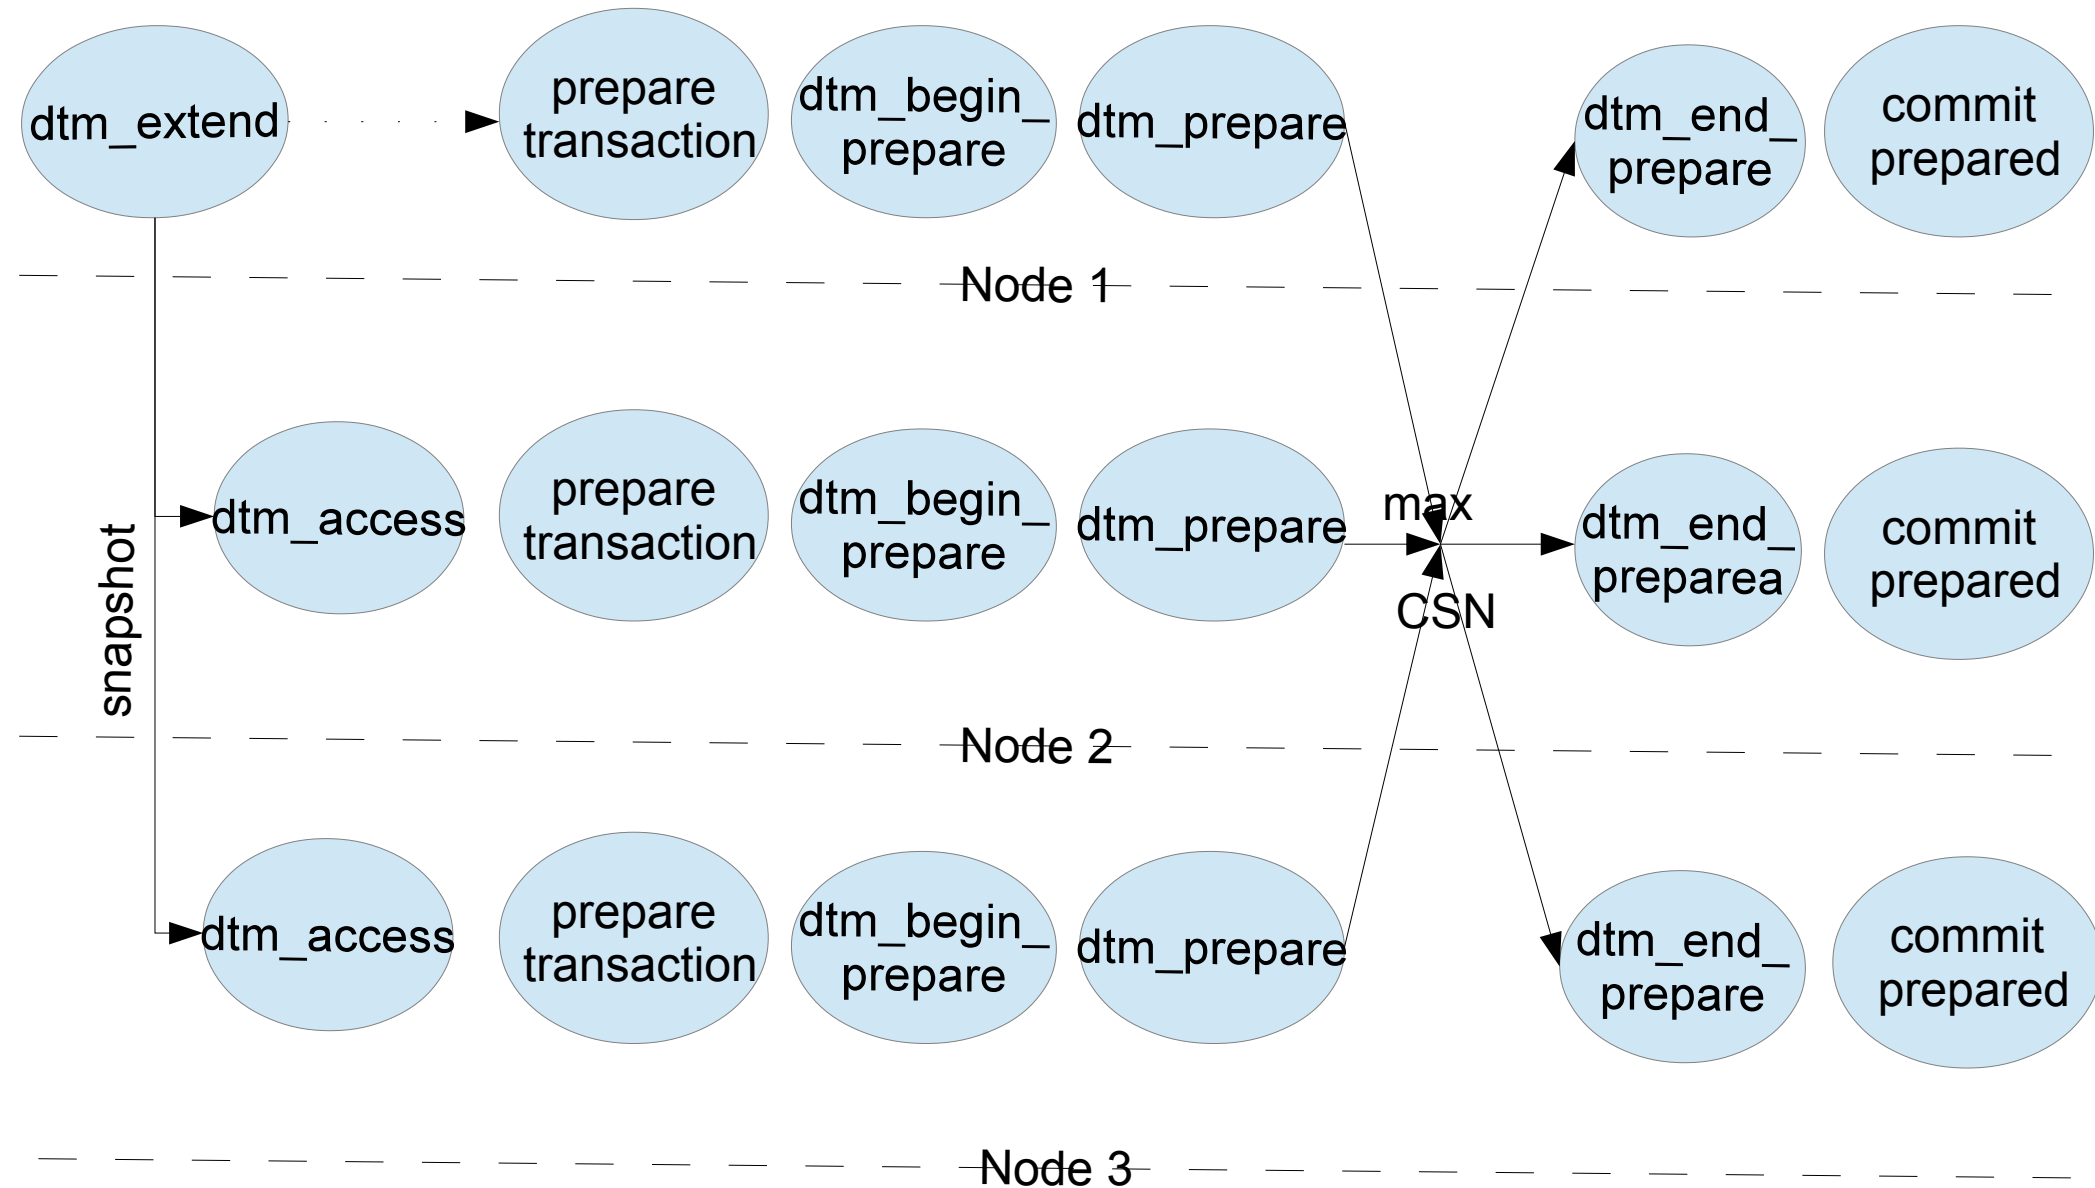 dtm_extend
prepare
transaction
dtm_begin_
prepare
dtm_prepare
dtm_end_
prepare
commit
prepared
Node 1
snapshot
dtm_access
prepare
transaction
dtm_begin_
prepare
dtm_prepare
max
CSN
dtm_end_
preparea
commit
prepared
Node 2
dtm_access
prepare
transaction
dtm_begin_
prepare
dtm_prepare
dtm_end_
prepare
commit
prepared
Node 3